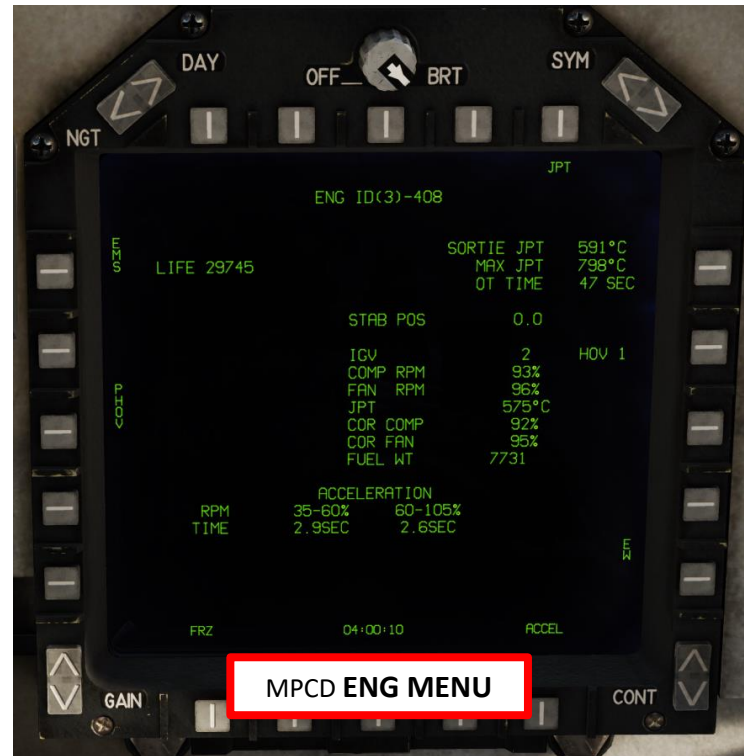 DAY
OFF BRT
SYM
NGT
JPT
ENG ID(3)-408
EMS
LIFE 29745
SORTIE JPT 591°C
MAX JPT 798°C
OT TIME 47 SEC
STAB POS 0.0
IGV 2 HOV 1
COMP RPM 93%
FAN RPM 96%
PHOV
JPT 575°C
COR COMP 92%
COR FAN 95%
FUEL WT 7731
ACCELERATION
RPM 35-60% 60-105%
TIME 2.9SEC 2.6SEC
EW
FRZ 04:00:10 ACCEL
MPCD ENG MENU
GAIN
CONT